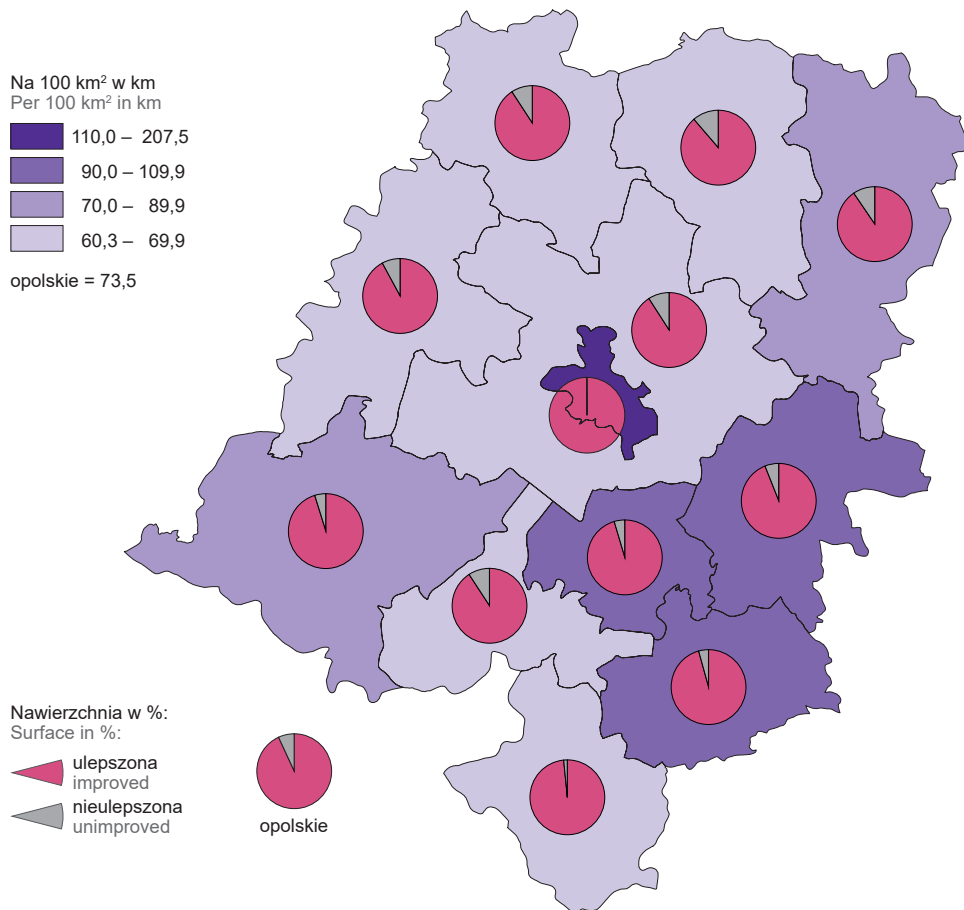 Na 100 km² w km
Per 100 km² in km
110,0 – 207,5
90,0 – 109,9
70,0 – 89,9
60,3 – 69,9
opolskie = 73,5
Nawierzchnia w %:
Surface in %:
ulepszona
improved
nieulepszona
unimproved
opolskie